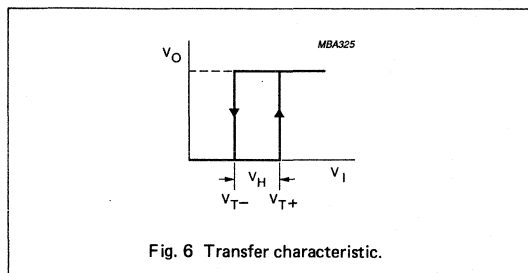 MBA325
VO
VH
VI
VT− VT+
Fig. 6 Transfer characteristic.